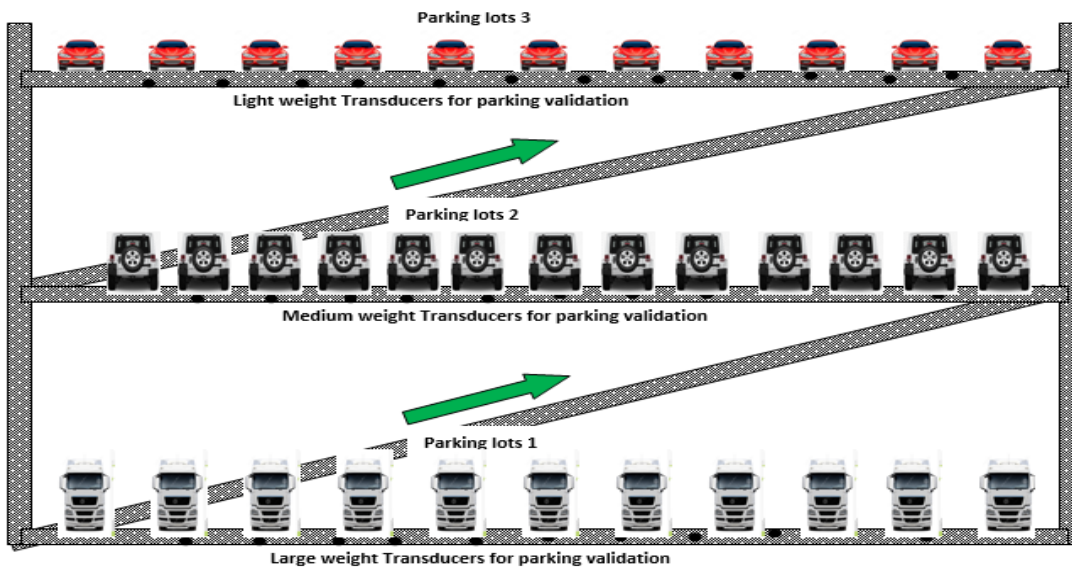 Parking lots 3
Light weight Transducers for parking validation
Parking lots 2
Medium weight Transducers for parking validation
Parking lots 1
Large weight Transducers for parking validation